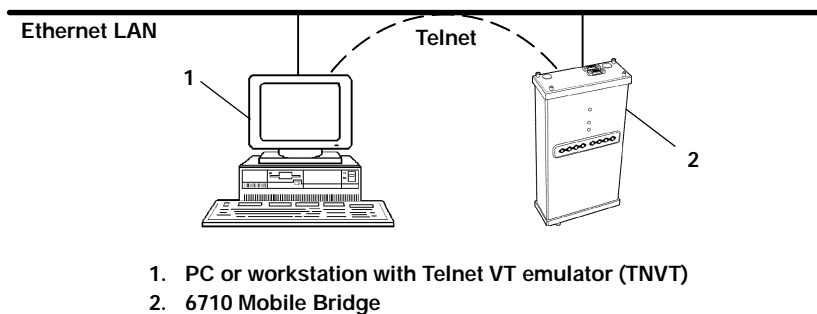 Ethernet LAN
Telnet
1
2
1. PC or workstation with Telnet VT emulator (TNVT)
2. 6710 Mobile Bridge